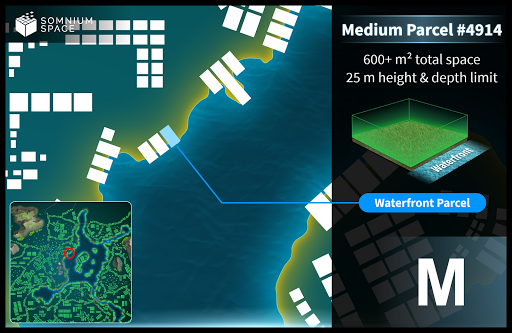 SOMNIUM
SPACE
Medium Parcel #4914
600+ m² total space
25 m height & depth limit
Waterfront
Waterfront Parcel
M